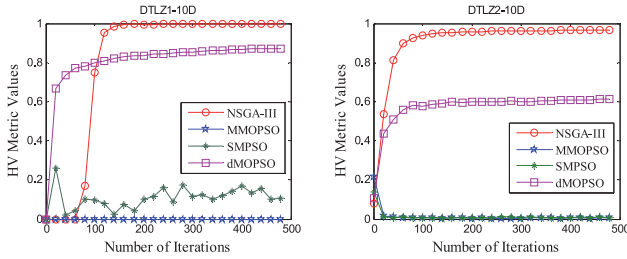 DTLZ1-10D
HV Metric Values
1
0.8
0.6
0.4
0.2
0
NSGA-III
MMOPSO
SMPSO
dMOPSO
0 100 200 300 400 500
Number of Iterations
DTLZ2-10D
HV Metric Values
1
0.8
0.6
0.4
0.2
0
NSGA-III
MMOPSO
SMPSO
dMOPSO
0 100 200 300 400 500
Number of Iterations